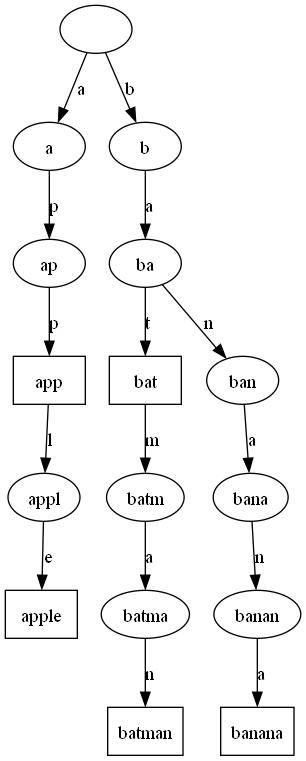 a b
a b
p a
ap ba
p t n
app bat ban
l m a
appl batm bana
e a n
apple batma banan
n a
batman banana